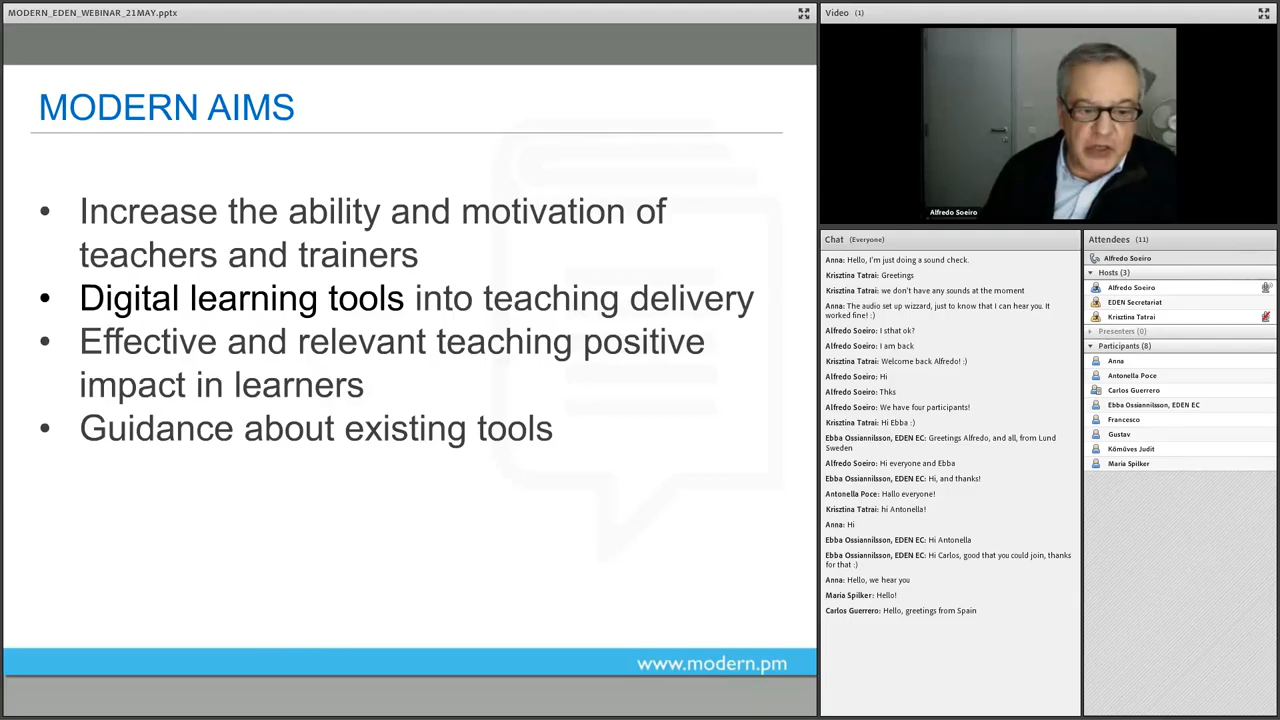 MODERN_EDEN_WEBINAR_21MAY.pptx
MODERN AIMS
• Increase the ability and motivation of
teachers and trainers
• Digital learning tools into teaching delivery
• Effective and relevant teaching positive
impact in learners
• Guidance about existing tools
www.modern.pm
Video (1)
Alfredo Soeiro
Chat (Everyone)
Anna: Hello, I'm just doing a sound check.
Krisztina Tatrai: Greetings
Krisztina Tatrai: we don't have any sounds at the moment
Anna: The audio set up wizzard, just to know that I can hear you. It
worked fine! :)
Alfredo Soeiro: I sthat ok?
Alfredo Soeiro: I am back
Krisztina Tatrai: Welcome back Alfredo! :)
Alfredo Soeiro: Hi
Alfredo Soeiro: Thks
Alfredo Soeiro: We have four participants!
Krisztina Tatrai: Hi Ebba :)
Ebba Ossiannilsson, EDEN EC: Greetings Alfredo, and all, from Lund
Sweden
Alfredo Soeiro: Hi everyone and Ebba
Ebba Ossiannilsson, EDEN EC: Hi, and thanks!
Antonella Poce: Hallo everyone!
Krisztina Tatrai: hi Antonella!
Anna: Hi
Ebba Ossiannilsson, EDEN EC: Hi Antonella
Ebba Ossiannilsson, EDEN EC: Hi Carlos, good that you could join, thanks
for that :)
Anna: Hello, we hear you
Maria Spilker: Hello!
Carlos Guerrero: Hello, greetings from Spain
Attendees (11)
Alfredo Soeiro
Hosts (3)
Alfredo Soeiro
EDEN Secretariat
Krisztina Tatrai
Presenters (0)
Participants (8)
Anna
Antonella Poce
Carlos Guerrero
Ebba Ossiannilsson, EDEN EC
Francesco
Gustav
Kömüves Judit
Maria Spilker